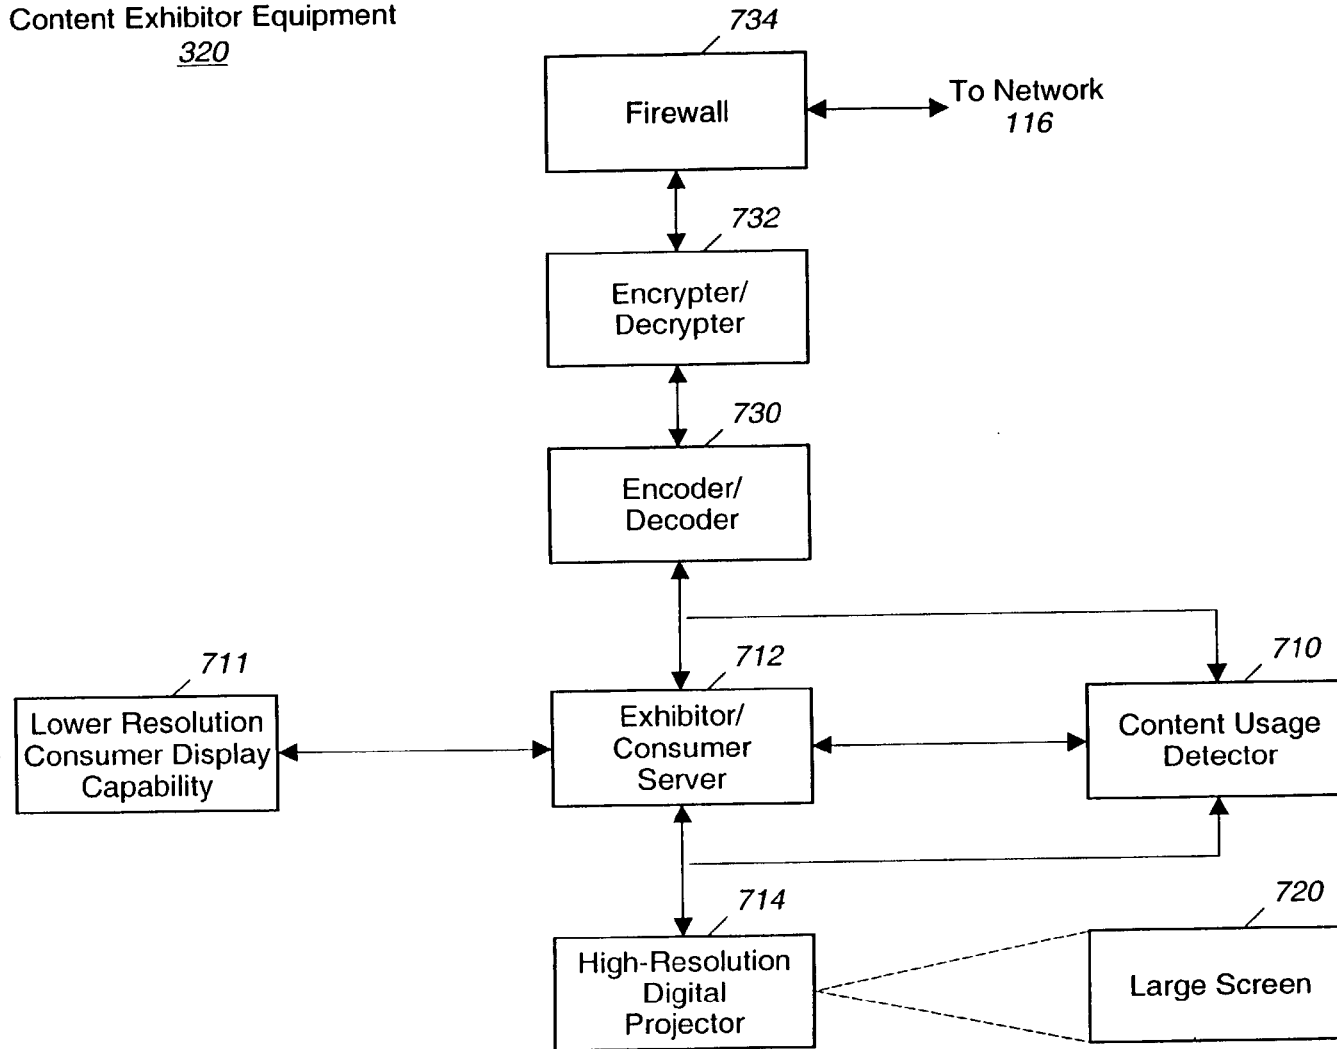 Content Exhibitor Equipment
320
734
Firewall
To Network
116
732
Encrypter/
Decrypter
730
Encoder/
Decoder
711
Lower Resolution
Consumer Display
Capability
712
Exhibitor/
Consumer
Server
710
Content Usage
Detector
714
High-Resolution
Digital
Projector
720
Large Screen